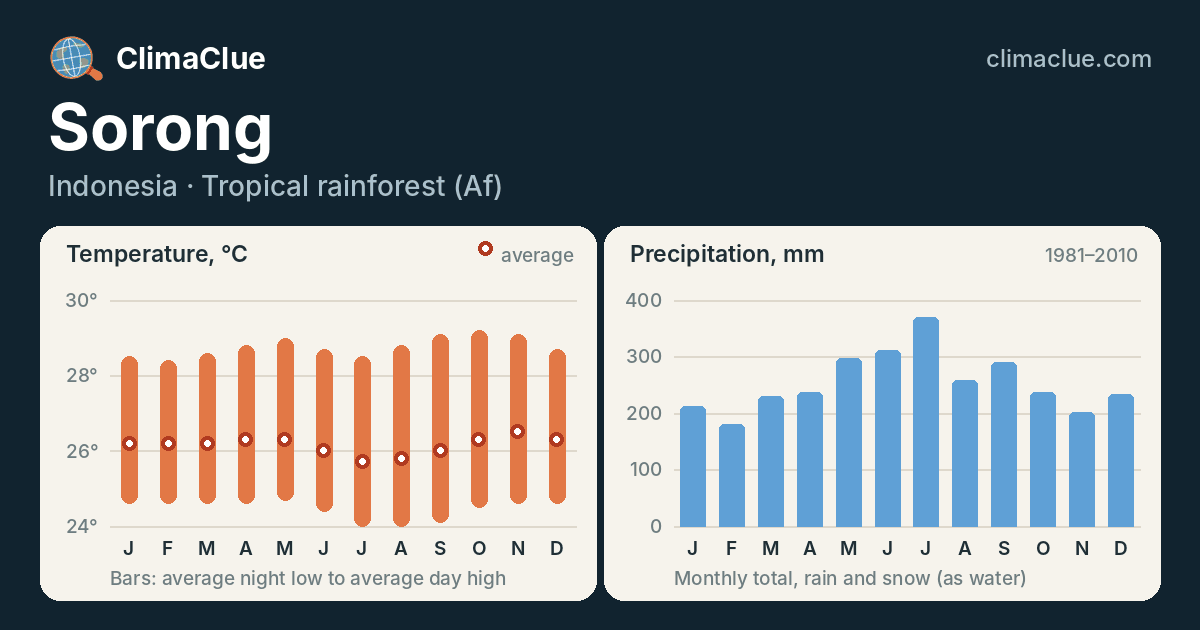 ClimaClue
climaclue.com
Sorong
Indonesia · Tropical rainforest (Af)
Temperature, °C
average
30°
28°
26°
24°
J F M A M J J A S O N D
Bars: average night low to average day high
Precipitation, mm
1981–2010
400
300
200
100
0
J F M A M J J A S O N D
Monthly total, rain and snow (as water)